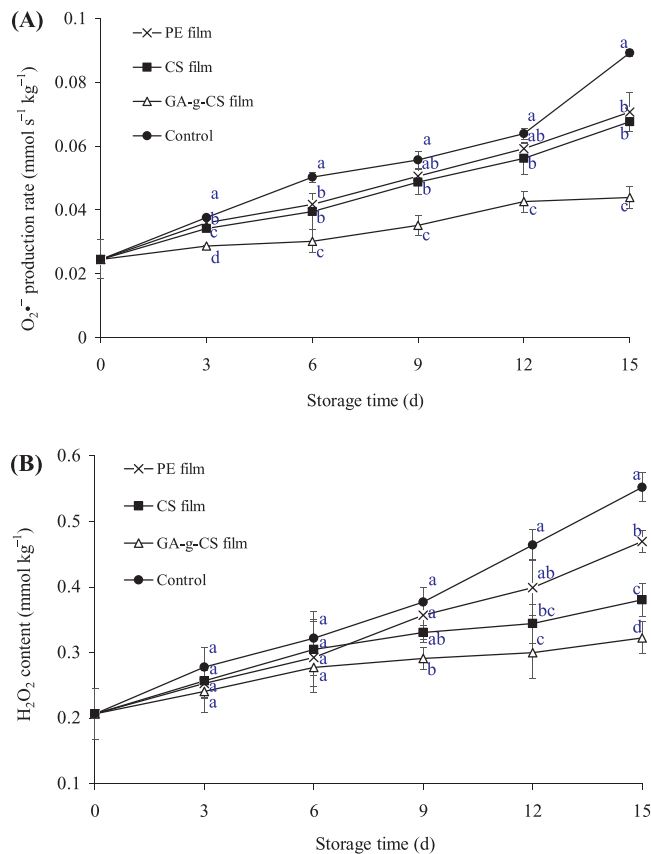 (A)
0.1
0.08
0.06
0.04
0.02
0
O₂•⁻ production rate (mmol s⁻¹ kg⁻¹)
PE film
CS film
GA-g-CS film
Control
a
b
c
d
a
b
b
c
a
ab
b
c
a
ab
b
c
a
b
b
c
0 3 6 9 12 15
Storage time (d)
(B)
0.6
0.5
0.4
0.3
0.2
0.1
H₂O₂ content (mmol kg⁻¹)
PE film
CS film
GA-g-CS film
Control
a
a
a
a
a
a
a
a
a
a
ab
b
a
ab
bc
c
a
b
c
d
0 3 6 9 12 15
Storage time (d)